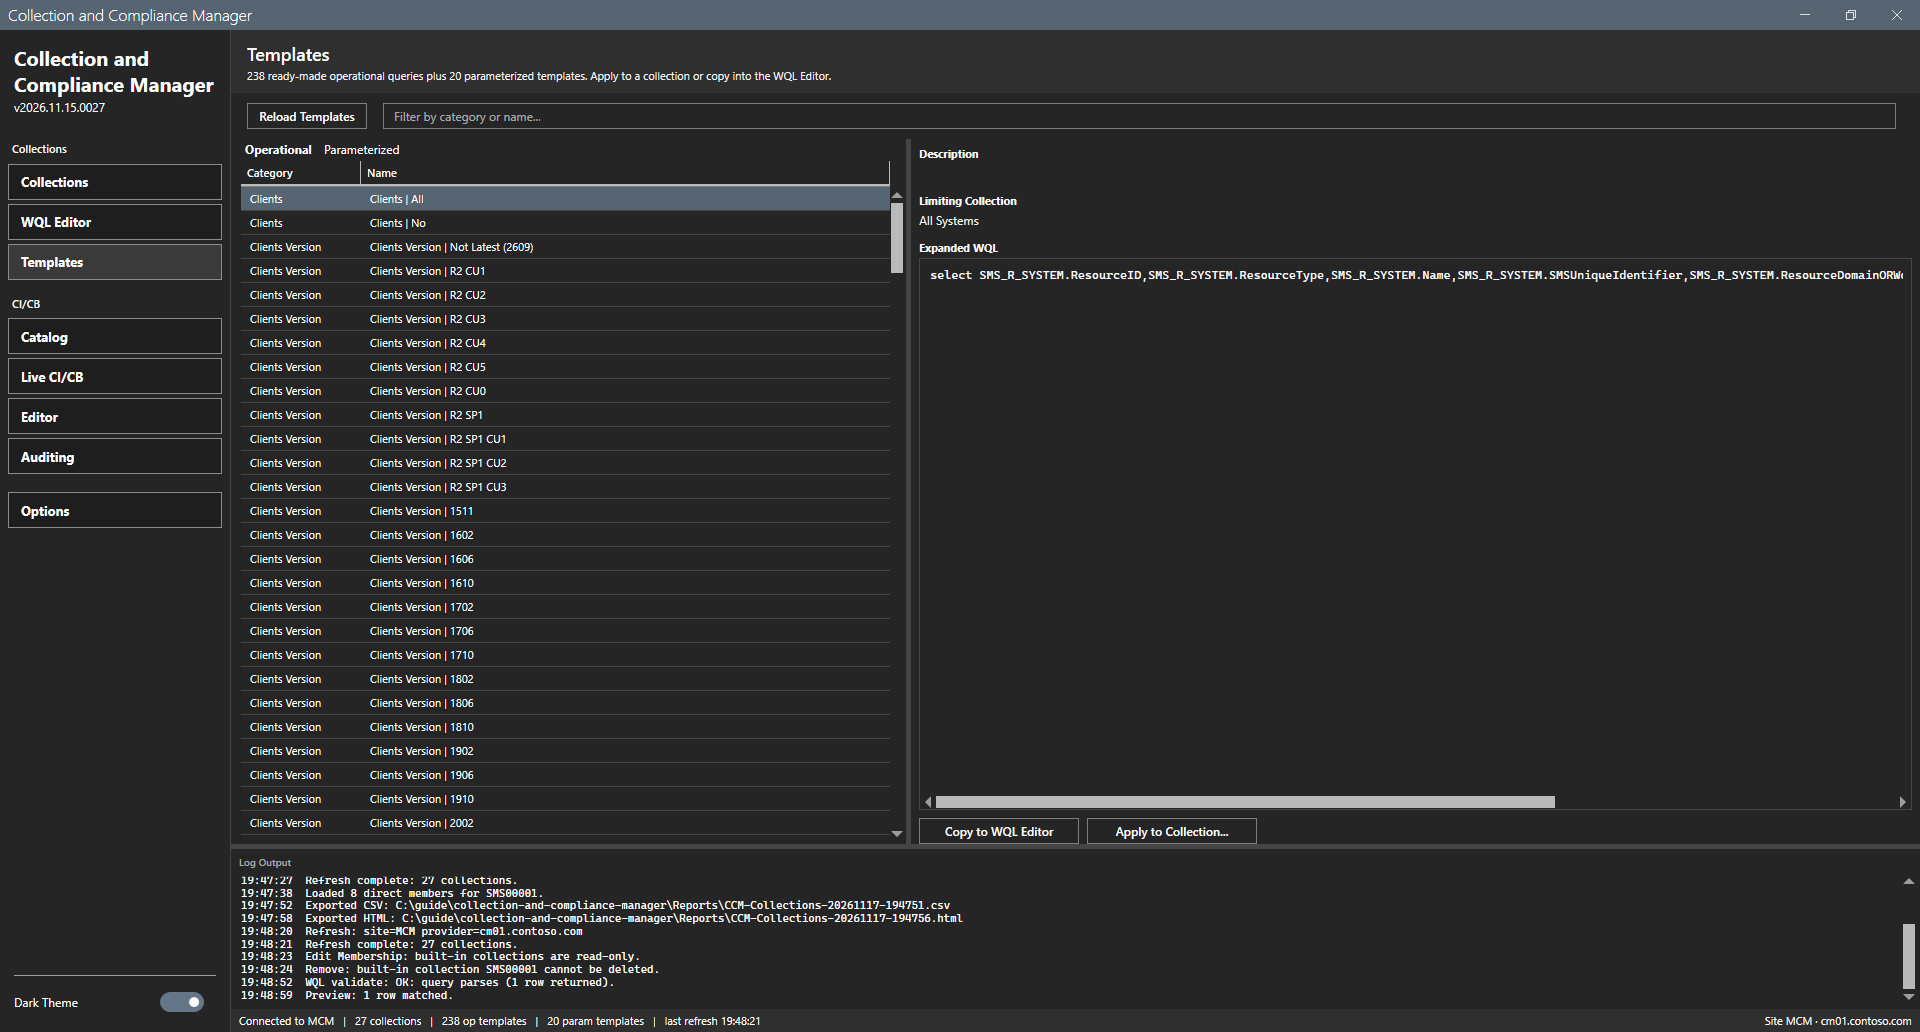 Collection and Compliance Manager
Collection and
Compliance Manager
v2026.11.15.0027
Collections
Collections
WQL Editor
Templates
CI/CB
Catalog
Live CI/CB
Editor
Auditing
Options
Dark Theme
Templates
238 ready-made operational queries plus 20 parameterized templates. Apply to a collection or copy into the WQL Editor.
Reload Templates
Filter by category or name...
Operational Parameterized
Category Name
Clients Clients | All
Clients Clients | No
Clients Version Clients Version | Not Latest (2609)
Clients Version Clients Version | R2 CU1
Clients Version Clients Version | R2 CU2
Clients Version Clients Version | R2 CU3
Clients Version Clients Version | R2 CU4
Clients Version Clients Version | R2 CU5
Clients Version Clients Version | R2 CU0
Clients Version Clients Version | R2 SP1
Clients Version Clients Version | R2 SP1 CU1
Clients Version Clients Version | R2 SP1 CU2
Clients Version Clients Version | R2 SP1 CU3
Clients Version Clients Version | 1511
Clients Version Clients Version | 1602
Clients Version Clients Version | 1606
Clients Version Clients Version | 1610
Clients Version Clients Version | 1702
Clients Version Clients Version | 1706
Clients Version Clients Version | 1710
Clients Version Clients Version | 1802
Clients Version Clients Version | 1806
Clients Version Clients Version | 1810
Clients Version Clients Version | 1902
Clients Version Clients Version | 1906
Clients Version Clients Version | 1910
Clients Version Clients Version | 2002
Description
Limiting Collection
All Systems
Expanded WQL
select SMS_R_SYSTEM.ResourceID,SMS_R_SYSTEM.ResourceType,SMS_R_SYSTEM.Name,SMS_R_SYSTEM.SMSUniqueIdentifier,SMS_R_SYSTEM.ResourceDomainORW
Copy to WQL Editor
Apply to Collection...
Log Output
19:47:27 Refresh complete: 27 collections.
19:47:38 Loaded 8 direct members for SMS00001.
19:47:52 Exported CSV: C:\guide\collection-and-compliance-manager\Reports\CCM-Collections-20261117-194751.csv
19:47:58 Exported HTML: C:\guide\collection-and-compliance-manager\Reports\CCM-Collections-20261117-194756.html
19:48:20 Refresh: site=MCM provider=cm01.contoso.com
19:48:21 Refresh complete: 27 collections.
19:48:23 Edit Membership: built-in collections are read-only.
19:48:24 Remove: built-in collection SMS00001 cannot be deleted.
19:48:52 WQL validate: OK: query parses (1 row returned).
19:48:59 Preview: 1 row matched.
Connected to MCM | 27 collections | 238 op templates | 20 param templates | last refresh 19:48:21
Site MCM · cm01.contoso.com